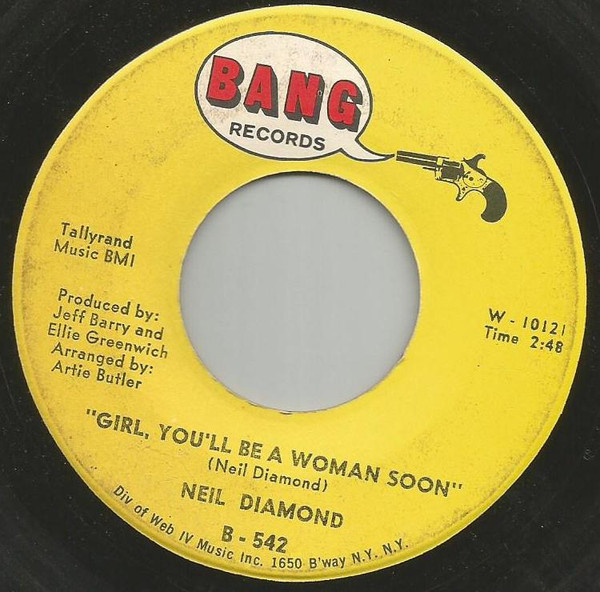 BANG
RECORDS
Tallyrand
Music BMI
Produced by:
Jeff Barry and
Ellie Greenwich
Arranged by:
Artie Butler
W - 10121
Time 2:48
"GIRL, YOU'LL BE A WOMAN SOON"
(Neil Diamond)
NEIL DIAMOND
B - 542
Div of Web IV Music Inc. 1650 B'way N.Y. N.Y.